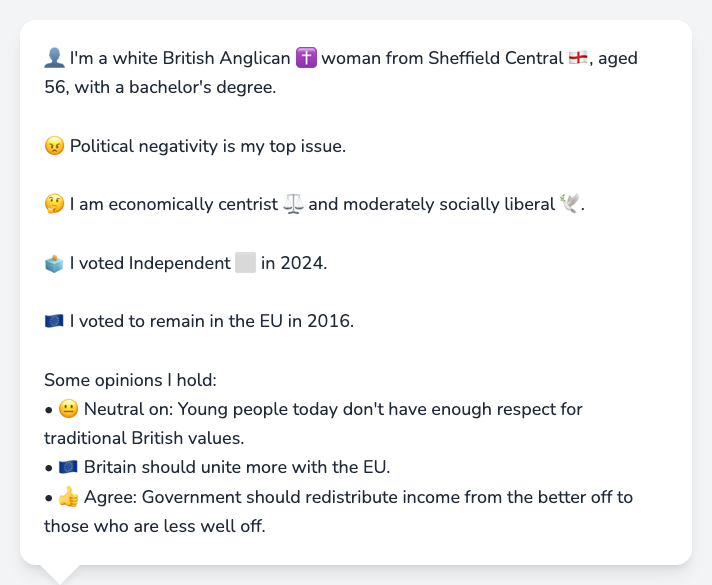 👤 I'm a white British Anglican ✝️ woman from Sheffield Central 🏴󠁧󠁢󠁥󠁮󠁧󠁿, aged
56, with a bachelor's degree.
😠 Political negativity is my top issue.
🤔 I am economically centrist ⚖️ and moderately socially liberal 🕊️.
🗳️ I voted Independent ⬜ in 2024.
🇪🇺 I voted to remain in the EU in 2016.
Some opinions I hold:
• 😐 Neutral on: Young people today don't have enough respect for
traditional British values.
• 🇪🇺 Britain should unite more with the EU.
• 👍 Agree: Government should redistribute income from the better off to
those who are less well off.